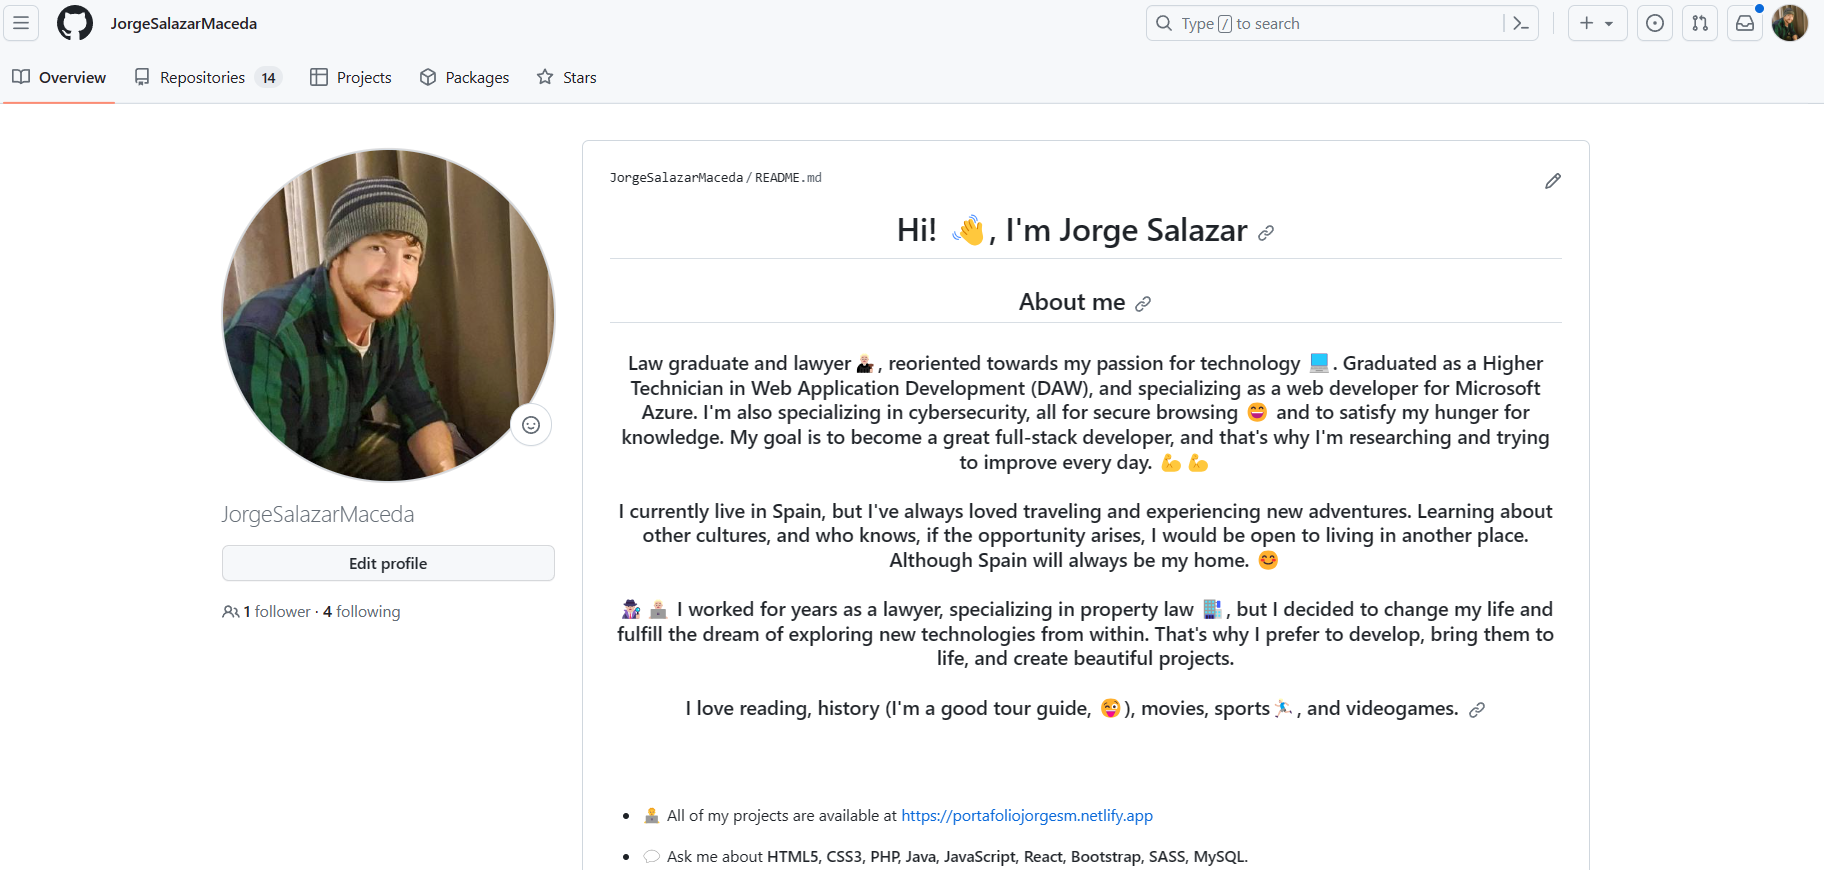 JorgeSalazarMaceda
Type / to search
Overview
Repositories 14
Projects
Packages
Stars
JorgeSalazarMaceda
Edit profile
1 follower · 4 following
JorgeSalazarMaceda/README.md
Hi! 👋, I'm Jorge Salazar
About me
Law graduate and lawyer, reoriented towards my passion for technology 💻. Graduated as a Higher
Technician in Web Application Development (DAW), and specializing as a web developer for Microsoft
Azure. I'm also specializing in cybersecurity, all for secure browsing 😄 and to satisfy my hunger for
knowledge. My goal is to become a great full-stack developer, and that's why I'm researching and trying
to improve every day. 💪 💪
I currently live in Spain, but I've always loved traveling and experiencing new adventures. Learning about
other cultures, and who knows, if the opportunity arises, I would be open to living in another place.
Although Spain will always be my home. 😊
I worked for years as a lawyer, specializing in property law 🏢, but I decided to change my life and
fulfill the dream of exploring new technologies from within. That's why I prefer to develop, bring them to
life, and create beautiful projects.
I love reading, history (I'm a good tour guide, 😜), movies, sports🏃, and videogames.
• All of my projects are available at https://portafoliojorgesm.netlify.app
• 💬 Ask me about HTML5, CSS3, PHP, Java, JavaScript, React, Bootstrap, SASS, MySQL.